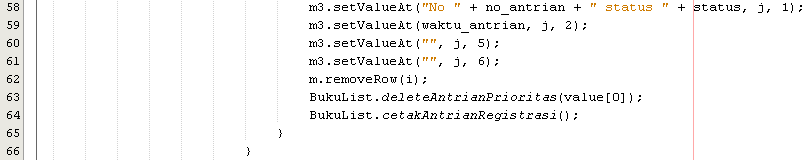 58 m3.setValueAt("No " + no_antrian + " status " + status, j, 1);
59 m3.setValueAt(waktu_antrian, j, 2);
60 m3.setValueAt("", j, 5);
61 m3.setValueAt("", j, 6);
62 m.removeRow(i);
63 BukuList.deleteAntrianPrioritas(value[0]);
64 BukuList.cetakAntrianRegistrasi();
65 }
66 }